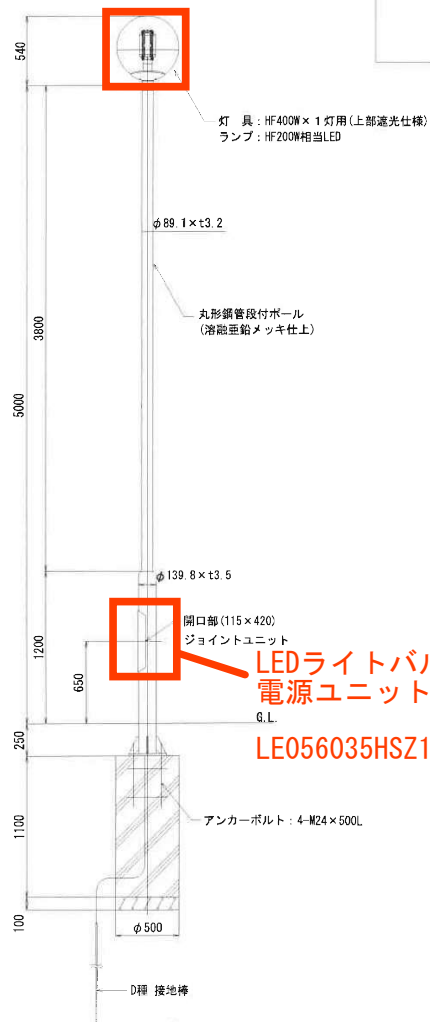 540
灯　具：HF400W×１灯用(上部遮光仕様)
ランプ：HF200W相当LED
φ89.1×t3.2
丸形鋼管段付ポール
(溶融亜鉛メッキ仕上)
3800
5000
φ139.8×t3.5
開口部(115×420)
ジョイントユニット
1200
650
LEDライトバル
電源ユニット
G.L.
LE056035HSZ1
250
アンカーボルト：4-M24×500L
1100
100
φ500
D種 接地棒